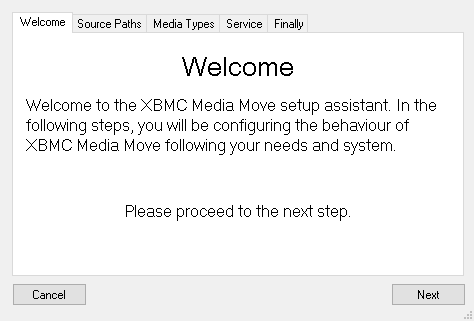 Welcome Source Paths Media Types Service Finally
Welcome
Welcome to the XBMC Media Move setup assistant. In the
following steps, you will be configuring the behaviour of
XBMC Media Move following your needs and system.
Please proceed to the next step.
Cancel Next